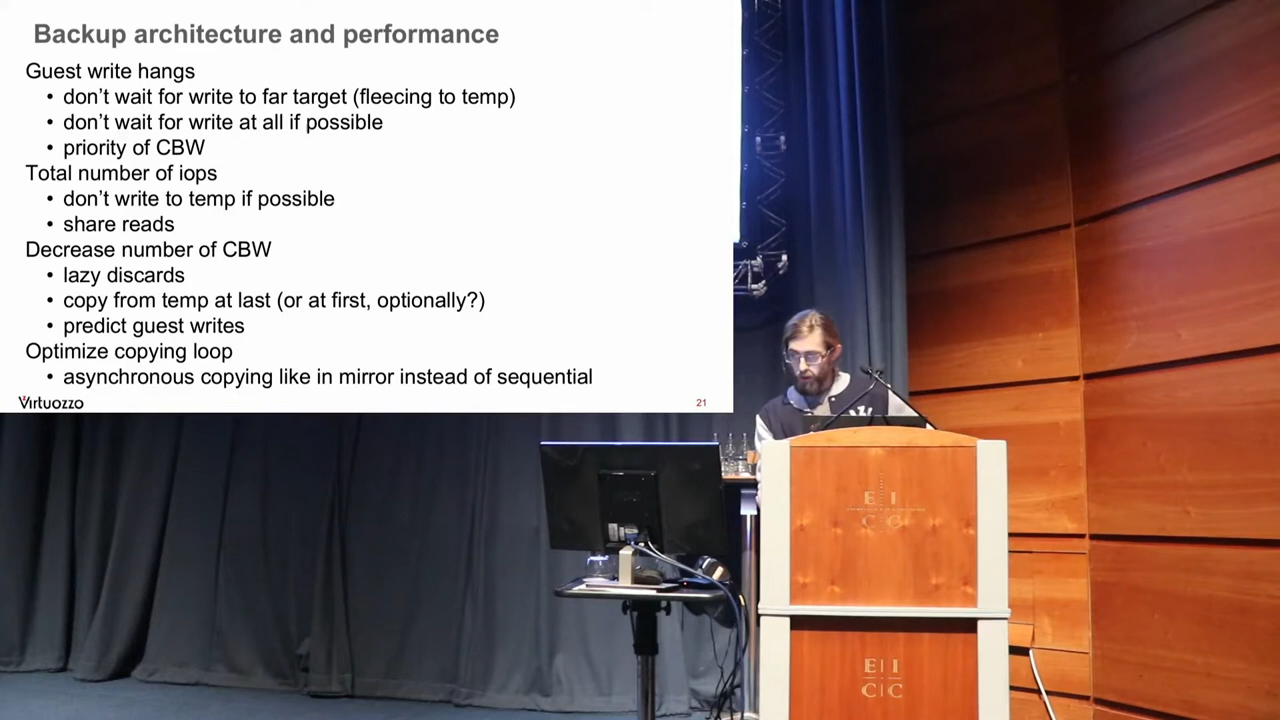 Backup architecture and performance
Guest write hangs
• don't wait for write to far target (fleecing to temp)
• don't wait for write at all if possible
• priority of CBW
Total number of iops
• don't write to temp if possible
• share reads
Decrease number of CBW
• lazy discards
• copy from temp at last (or at first, optionally?)
• predict guest writes
Optimize copying loop
• asynchronous copying like in mirror instead of sequential
Virtuozzo
21
E I
C C
E I
C C